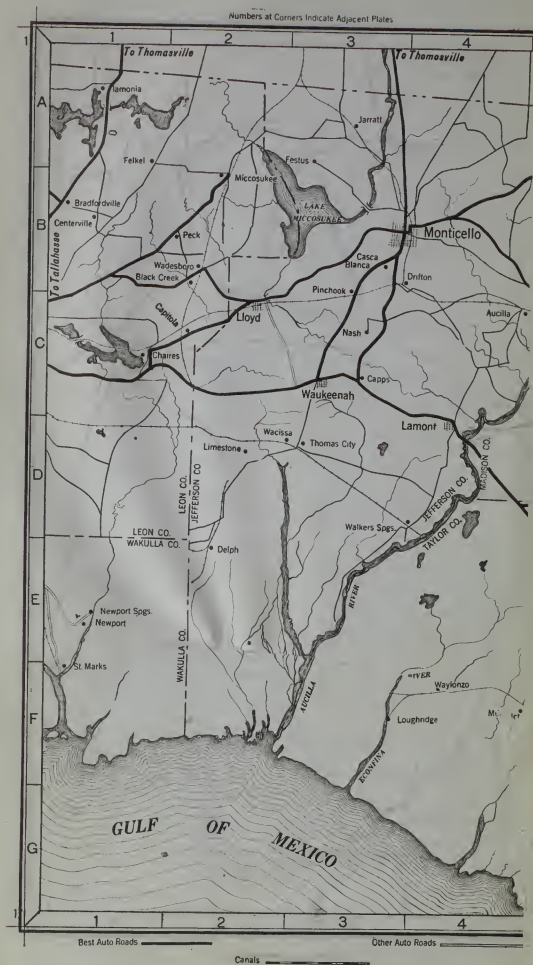 Numbers at Corners Indicate Adjacent Plates
1 2 3 4
To Thomasville
To Thomasville
A
Iamonia
Jarratt
Felkel
Festus
Miccosukee
LAKE
MICCOSUKEE
B
Bradfordville
Centerville
Peck
Monticello
To Tallahasse
Wadesboro
Casca
Blanca
Black Creek
Pinchook
Drifton
Capitola
Lloyd
Aucilla
C
Nash
Chaires
Capps
Waukeenah
Lamont
Wacissa
Limeston
Thomas City
D
LEON CO.
JEFFERSON CO.
MADISON CO.
JEFFERSON CO.
TAYLOR CO.
Walkers Spgs.
LEON CO.
WAKULLA CO.
Delph
E
RIVER
Newport Spgs.
Newport
WAKULLA CO.
St. Marks
AUCILLA
RIVER
Waylonzo
F
Loughridge
ECONFINA
GULF OF MEXICO
G
1 2 3 4
Best Auto Roads
Other Auto Roads
Canals